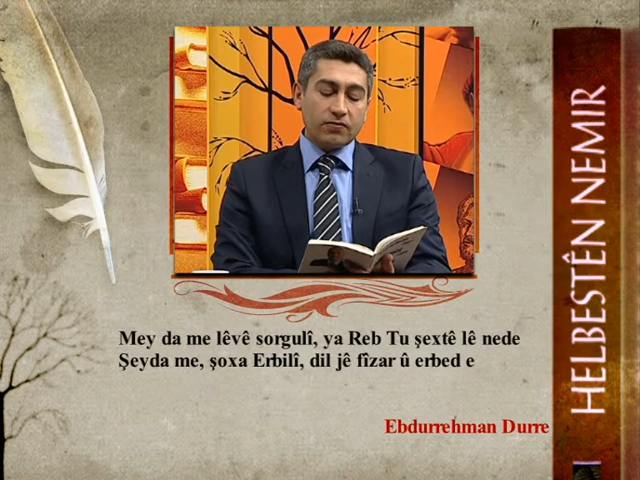 Mey da me lêvê sorgulî, ya Reb Tu şextê lê nede
Şeyda me, şoxa Erbilî, dil jê fîzar û erbed e
Ebdurrehman Durre
HELBESTÊN NEMIR